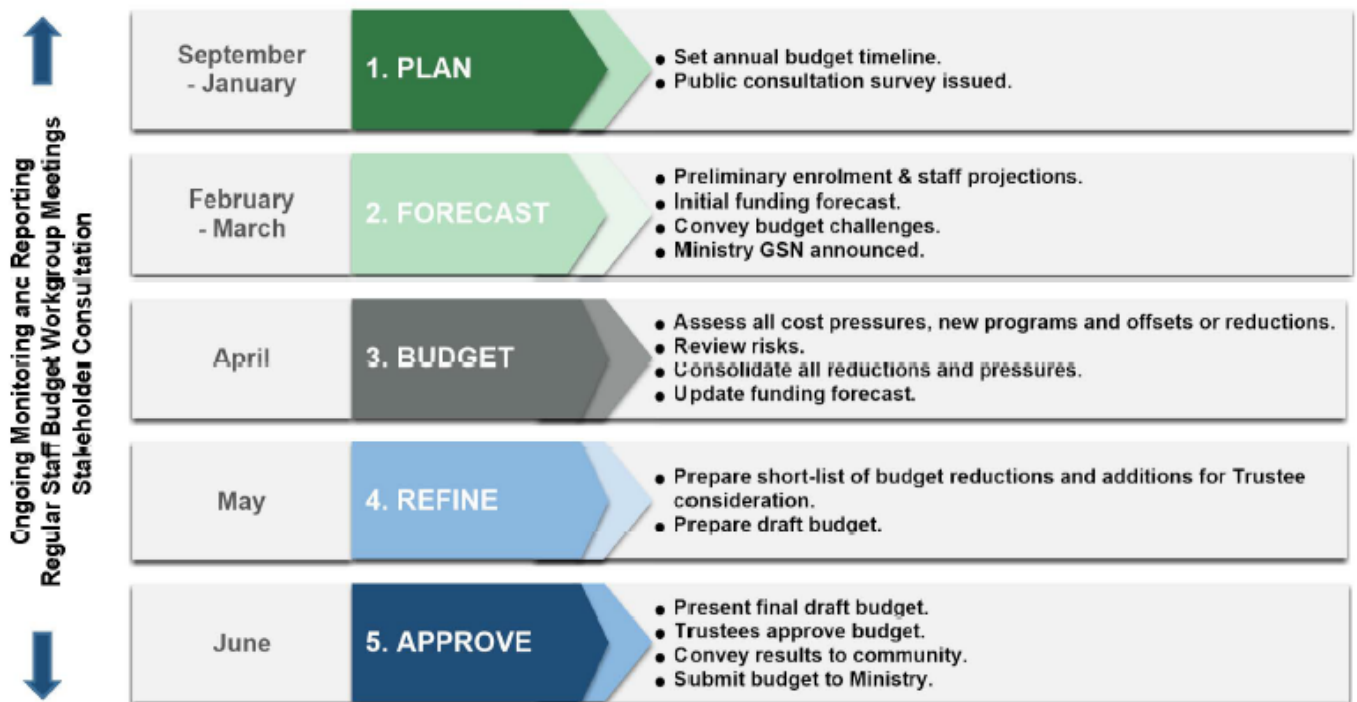 Ongoing Monitoring and Reporting
Regular Staff Budget Workgroup Meetings
Stakeholder Consultation
September
- January
1. PLAN
● Set annual budget timeline.
● Public consultation survey issued.
February
- March
2. FORECAST
● Preliminary enrolment & staff projections.
● Initial funding forecast.
● Convey budget challenges.
● Ministry GSN announced.
April
3. BUDGET
● Assess all cost pressures, new programs and offsets or reductions.
● Review risks.
● Consolidate all reductions and pressures.
● Update funding forecast.
May
4. REFINE
● Prepare short-list of budget reductions and additions for Trustee
consideration.
● Prepare draft budget.
June
5. APPROVE
● Present final draft budget.
● Trustees approve budget.
● Convey results to community.
● Submit budget to Ministry.